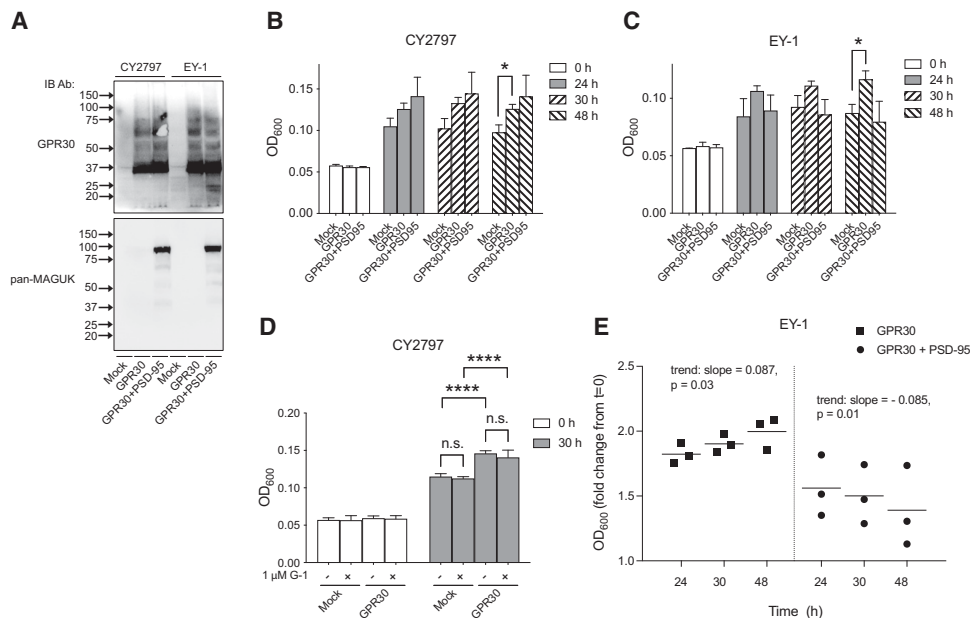 A
CY2797 EY-1
IB Ab:
150
100
75
GPR30
50
37
25
20
150
100
75
pan-MAGUK
50
37
25
20
Mock
GPR30
GPR30+PSD-95
Mock
GPR30
GPR30+PSD-95
B
CY2797
OD600
0.20
0.15
0.10
0.05
0.00
*
0 h
24 h
30 h
48 h
Mock
GPR30
GPR30+PSD95
Mock
GPR30
GPR30+PSD95
Mock
GPR30
GPR30+PSD95
Mock
GPR30
GPR30+PSD95
C
EY-1
OD600
0.15
0.10
0.05
0.00
*
0 h
24 h
30 h
48 h
Mock
GPR30
GPR30+PSD95
Mock
GPR30
GPR30+PSD95
Mock
GPR30
GPR30+PSD95
Mock
GPR30
GPR30+PSD95
D
CY2797
OD600
0.20
0.15
0.10
0.05
0.00
****
****
n.s.
n.s.
0 h
30 h
1 µM G-1 - + - + - + - +
Mock GPR30 Mock GPR30
E
EY-1
GPR30
GPR30 + PSD-95
OD600 (fold change from t=0)
2.5
2.0
1.5
1.0
trend: slope = 0.087,
p = 0.03
trend: slope = - 0.085,
p = 0.01
24 30 48 24 30 48
Time (h)